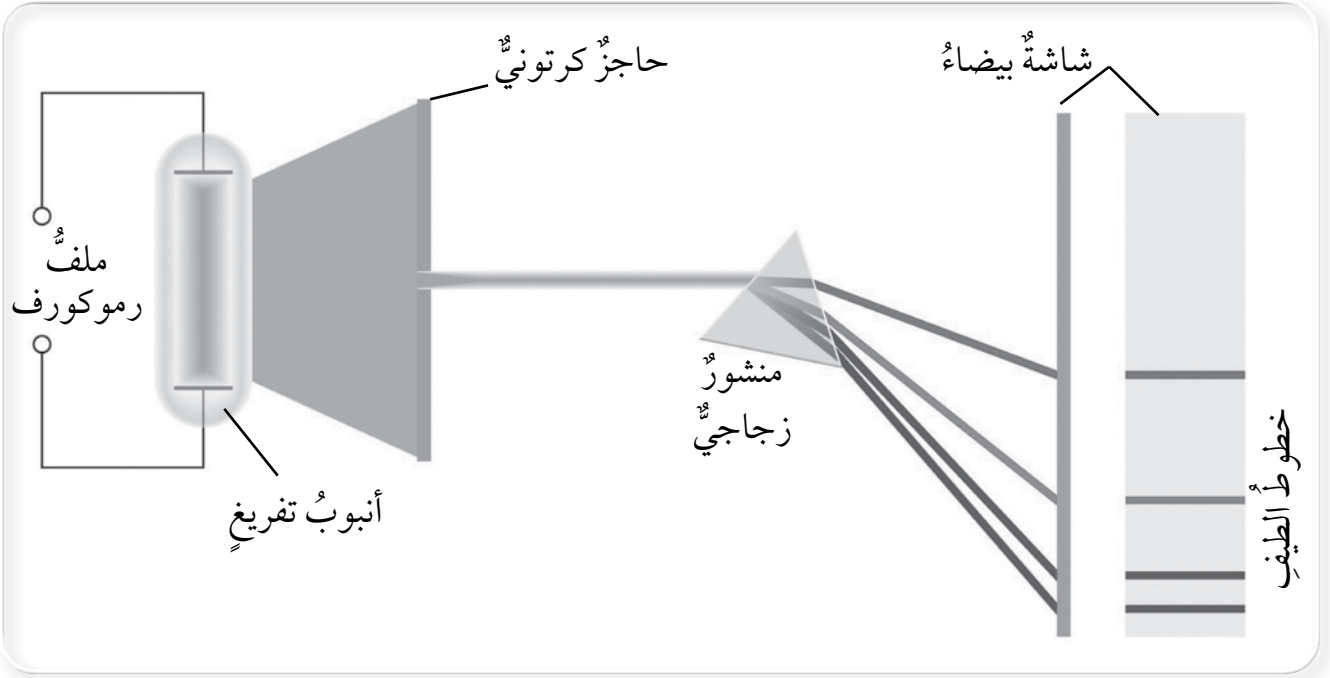 شاشةٌ بيضاءُ
حاجزٌ كرتونيٌّ
ملفُّ
رموكورف
منشورٌ
زجاجيٌّ
أنبوبُ تفريغٍ
خطوطُ الطيفِ